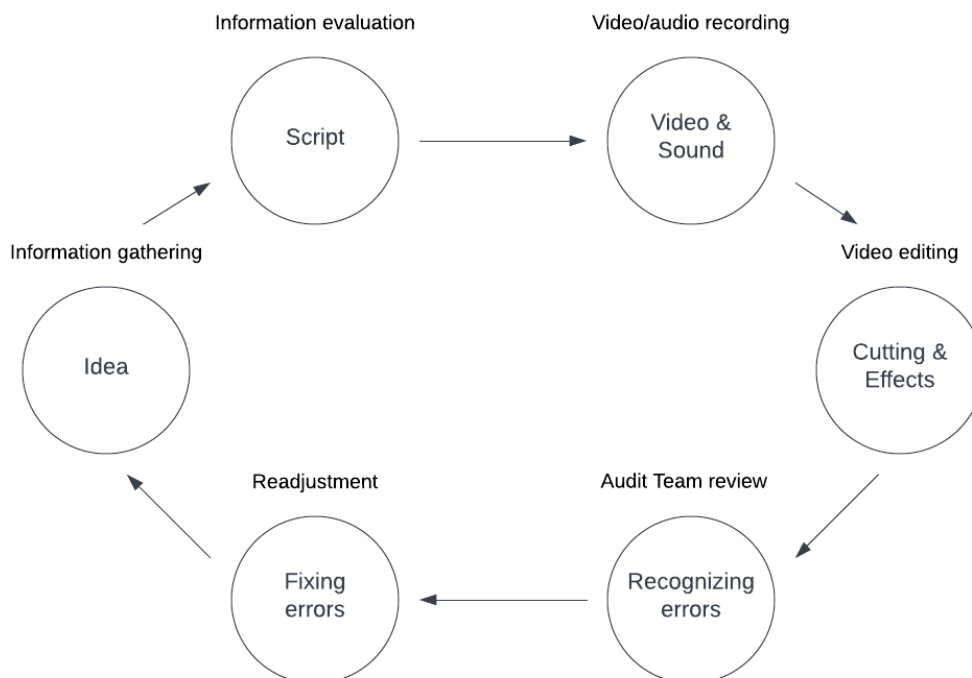 Information evaluation
Video/audio recording
Script
Video &
Sound
Information gathering
Video editing
Idea
Cutting &
Effects
Readjustment
Audit Team review
Fixing
errors
Recognizing
errors